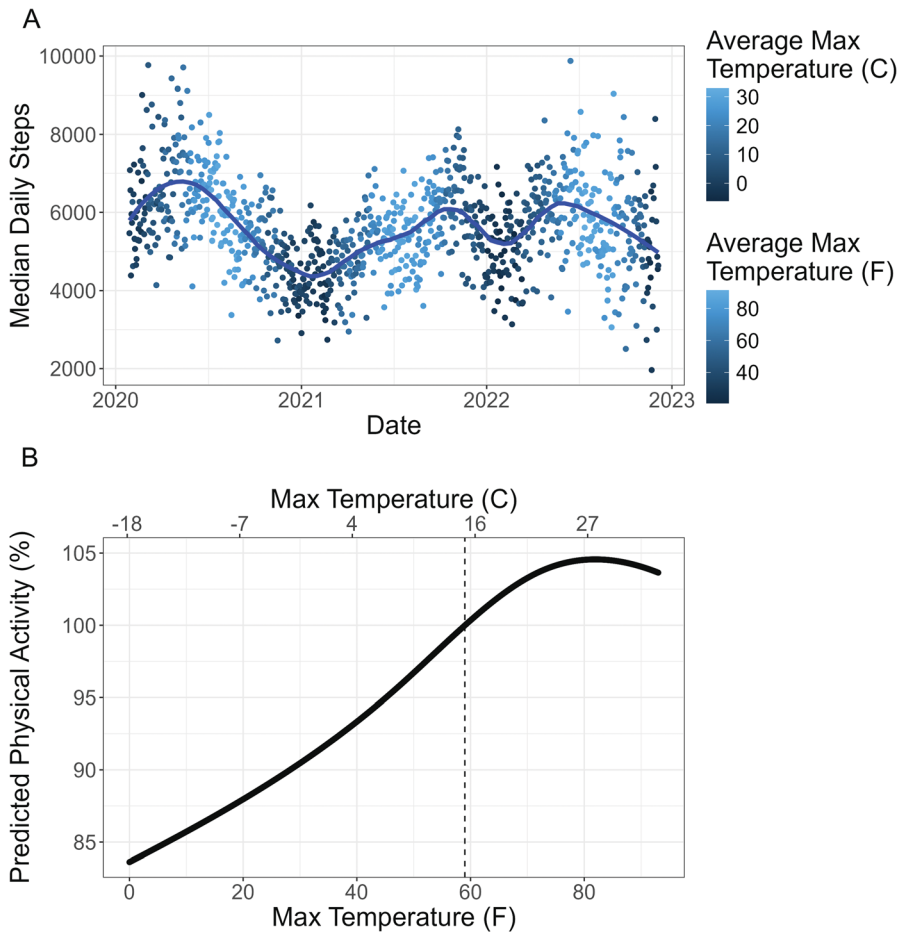 A
Median Daily Steps
10000
8000
6000
4000
2000
2020
2021
2022
2023
Date
Average Max
Temperature (C)
30
20
10
0
Average Max
Temperature (F)
80
60
40
B
Max Temperature (C)
-18
-7
4
16
27
Predicted Physical Activity (%)
105
100
95
90
85
0
20
40
60
80
Max Temperature (F)